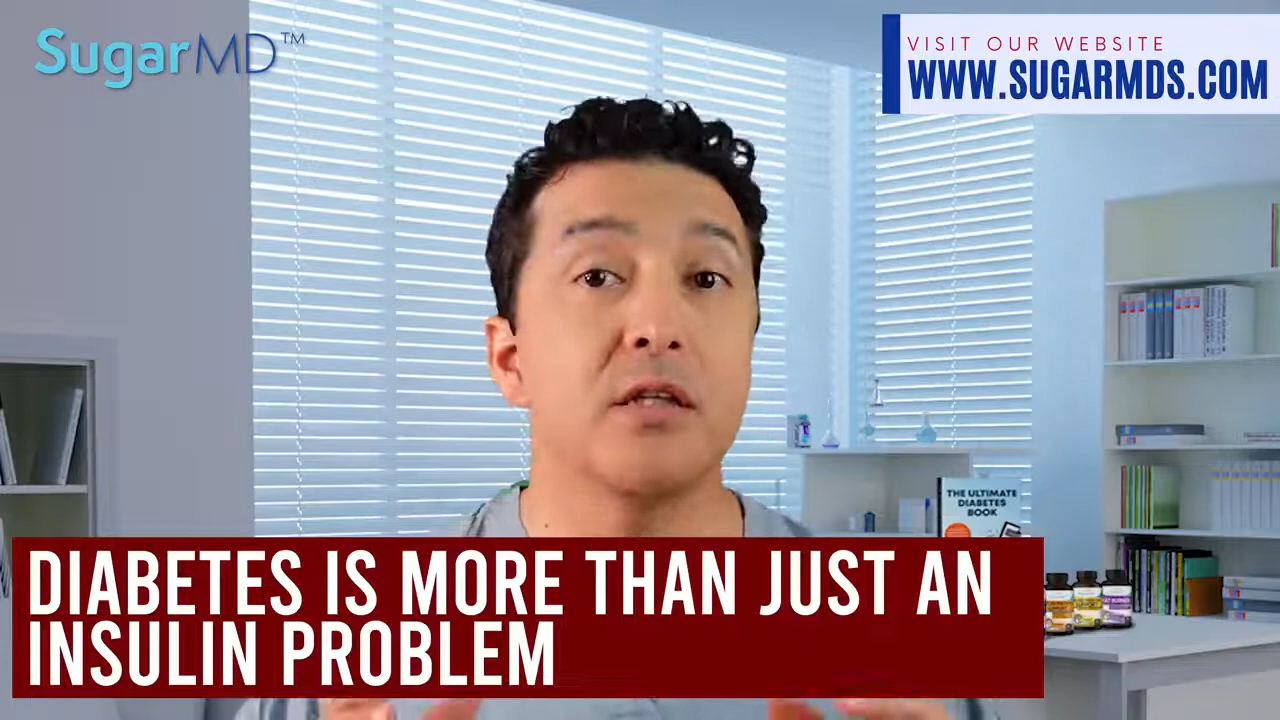 SugarMD™
VISIT OUR WEBSITE
WWW.SUGARMDS.COM
THE ULTIMATE
DIABETES
BOOK
DIABETES IS MORE THAN JUST AN
INSULIN PROBLEM